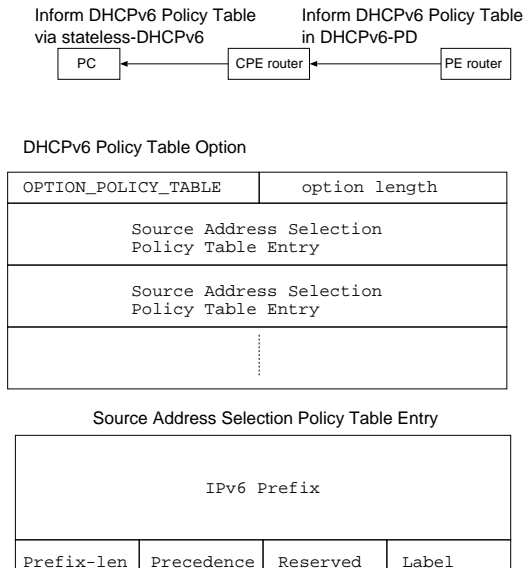 Inform DHCPv6 Policy Table
via stateless-DHCPv6
Inform DHCPv6 Policy Table
in DHCPv6-PD
PC
CPE router
PE router
DHCPv6 Policy Table Option
OPTION_POLICY_TABLE
option length
Source Address Selection
Policy Table Entry
Source Address Selection
Policy Table Entry
Source Address Selection Policy Table Entry
IPv6 Prefix
Prefix-len
Precedence
Reserved
Label